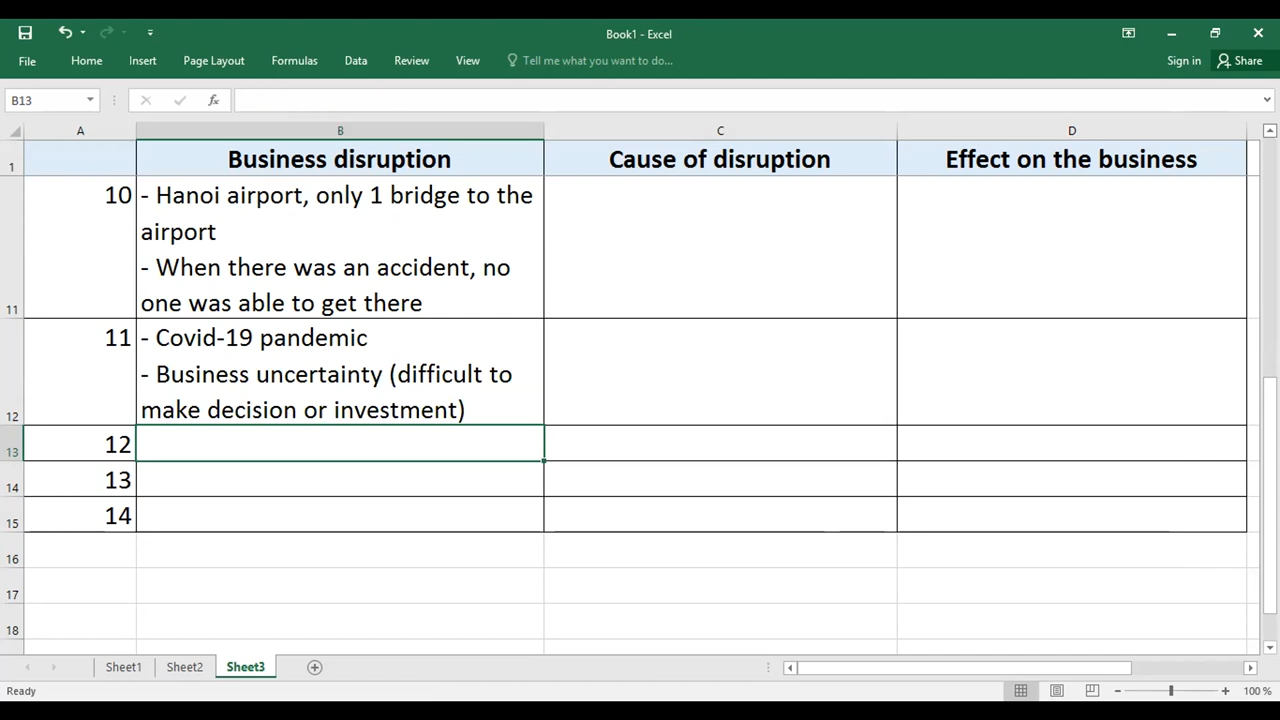 Book1 - Excel
File Home Insert Page Layout Formulas Data Review View Tell me what you want to do... Sign in Share
B13 fx
A B C D
1 Business disruption Cause of disruption Effect on the business
10 - Hanoi airport, only 1 bridge to the
airport
- When there was an accident, no
11 one was able to get there
11 - Covid-19 pandemic
- Business uncertainty (difficult to
12 make decision or investment)
13 12
14 13
15 14
16
17
18
Sheet1 Sheet2 Sheet3
Ready 100 %